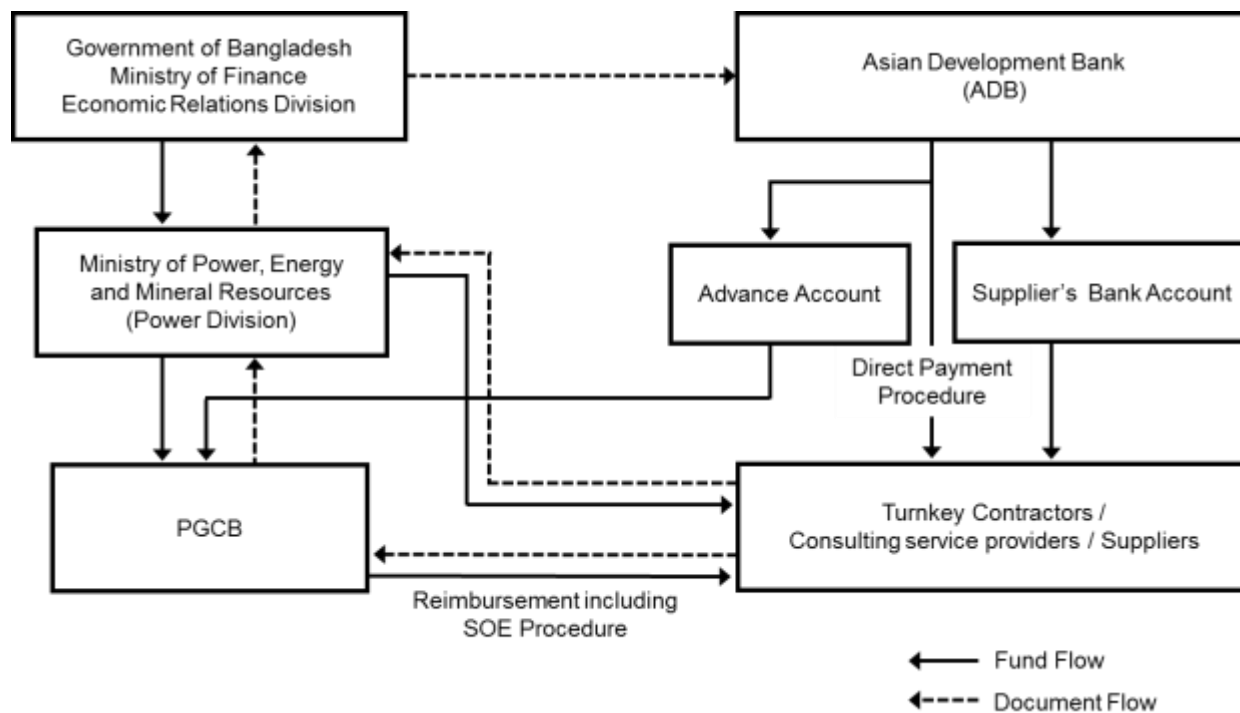 Government of Bangladesh
Ministry of Finance
Economic Relations Division
Asian Development Bank
(ADB)
Ministry of Power, Energy
and Mineral Resources
(Power Division)
Advance Account
Supplier's Bank Account
Direct Payment
Procedure
PGCB
Turnkey Contractors /
Consulting service providers / Suppliers
Reimbursement including
SOE Procedure
Fund Flow
Document Flow